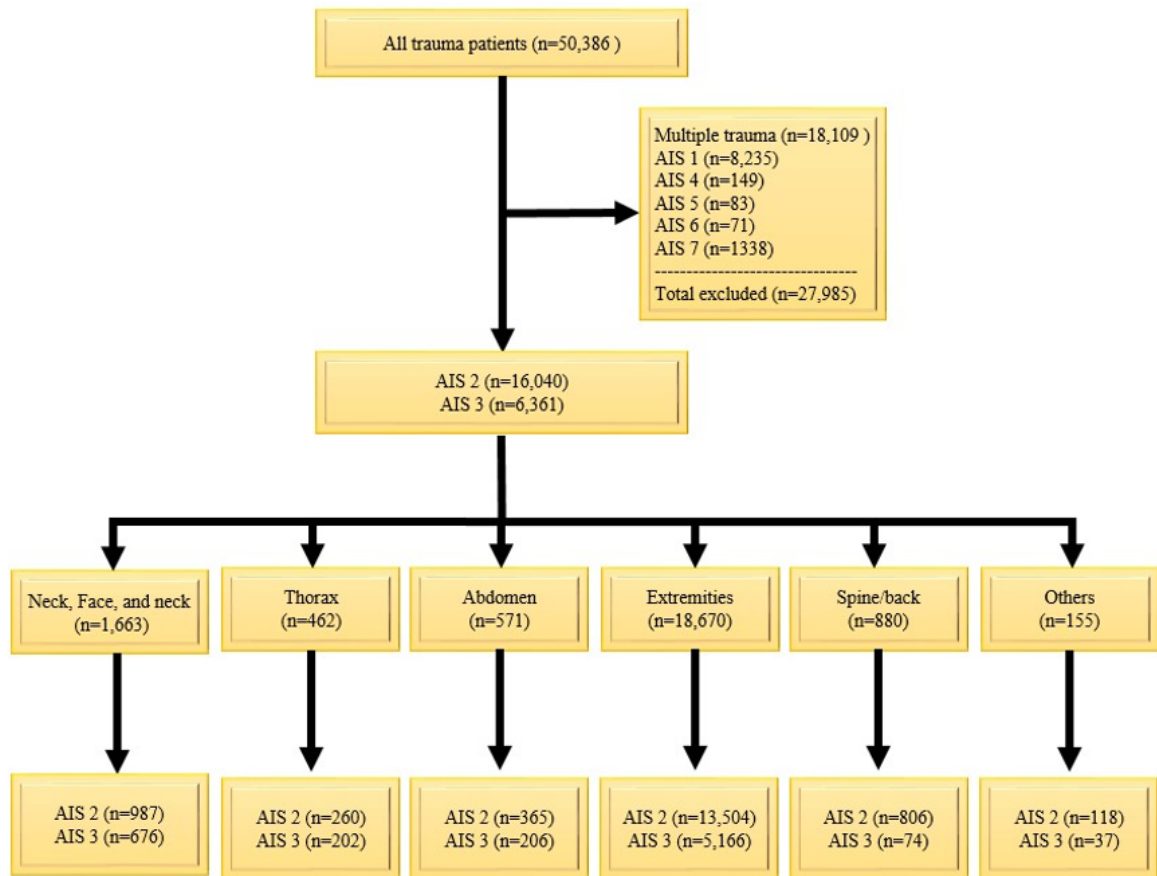 All trauma patients (n=50,386 )
Multiple trauma (n=18,109 )
AIS 1 (n=8,235)
AIS 4 (n=149)
AIS 5 (n=83)
AIS 6 (n=71)
AIS 7 (n=1338)
---------------------------------
Total excluded (n=27,985)
AIS 2 (n=16,040)
AIS 3 (n=6,361)
Neck, Face, and neck
(n=1,663)
Thorax
(n=462)
Abdomen
(n=571)
Extremities
(n=18,670)
Spine/back
(n=880)
Others
(n=155)
AIS 2 (n=987)
AIS 3 (n=676)
AIS 2 (n=260)
AIS 3 (n=202)
AIS 2 (n=365)
AIS 3 (n=206)
AIS 2 (n=13,504)
AIS 3 (n=5,166)
AIS 2 (n=806)
AIS 3 (n=74)
AIS 2 (n=118)
AIS 3 (n=37)